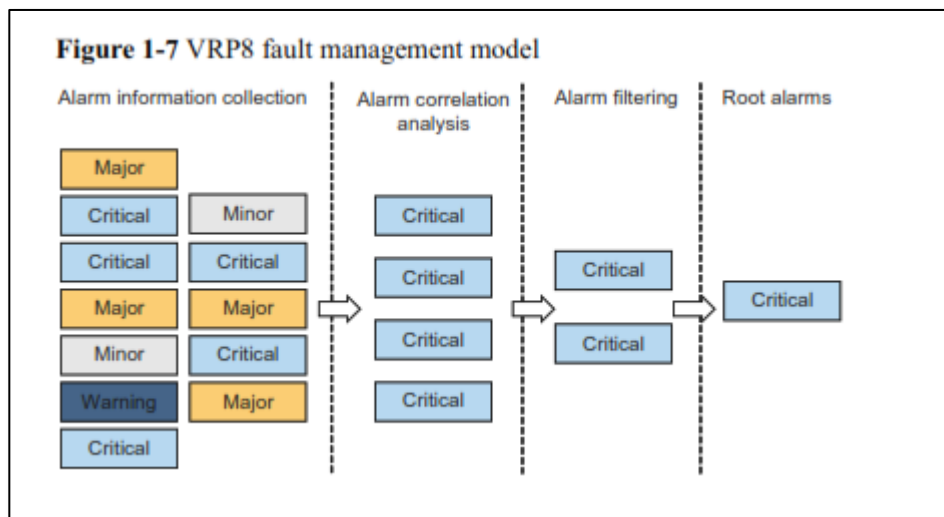 Figure 1-7 VRP8 fault management model
Alarm information collection
Alarm correlation
analysis
Alarm filtering
Root alarms
Major
Critical
Critical
Major
Minor
Warning
Critical
Minor
Critical
Major
Critical
Major
Critical
Critical
Critical
Critical
Critical
Critical
Critical